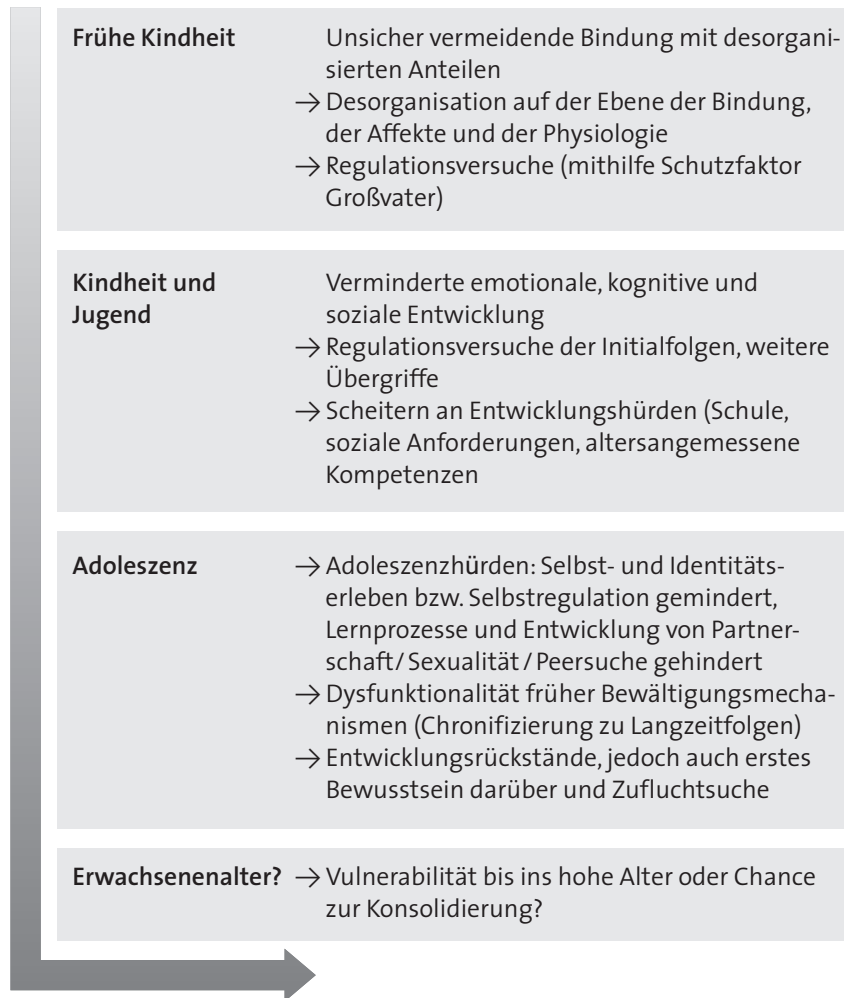 Frühe Kindheit Unsicher vermeidende Bindung mit desorgani-
sierten Anteilen
→ Desorganisation auf der Ebene der Bindung,
der Affekte und der Physiologie
→ Regulationsversuche (mithilfe Schutzfaktor
Großvater)
Kindheit und Verminderte emotionale, kognitive und
Jugend soziale Entwicklung
→ Regulationsversuche der Initialfolgen, weitere
Übergriffe
→ Scheitern an Entwicklungshürden (Schule,
soziale Anforderungen, altersangemessene
Kompetenzen
Adoleszenz → Adoleszenzhürden: Selbst- und Identitäts-
erleben bzw. Selbstregulation gemindert,
Lernprozesse und Entwicklung von Partner-
schaft/Sexualität/Peersuche gehindert
→ Dysfunktionalität früher Bewältigungsmecha-
nismen (Chronifizierung zu Langzeitfolgen)
→ Entwicklungsrückstände, jedoch auch erstes
Bewusstsein darüber und Zufluchtsuche
Erwachsenenalter? → Vulnerabilität bis ins hohe Alter oder Chance
zur Konsolidierung?